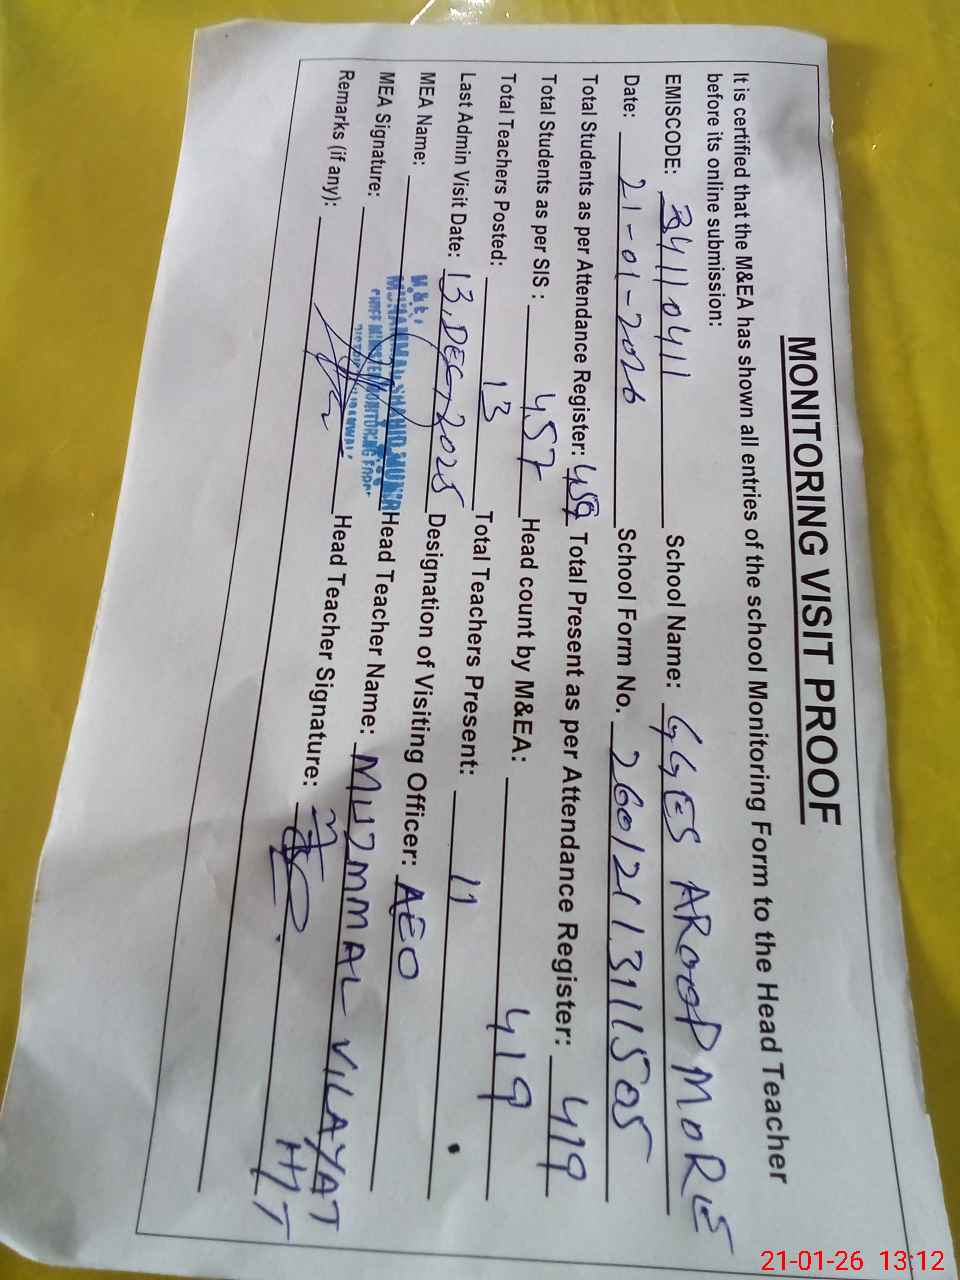 MONITORING VISIT PROOF
It is certified that the M&EA has shown all entries of the school Monitoring Form to the Head Teacher
before its online submission:
EMISCODE: 34110411 School Name: GGES AROOP MORE
Date: 21-01-2026 School Form No. 2601211311505
Total Students as per Attendance Register: 457 Total Present as per Attendance Register: 419
Total Students as per SIS : 457 Head count by M&EA: 419
Total Teachers Posted: 13 Total Teachers Present: 11
Last Admin Visit Date: 13, DEC, 2025 Designation of Visiting Officer: AEO
MEA Name: Head Teacher Name: MUZMMAL VILAYAT
MEA Signature: Head Teacher Signature: HT
Remarks (if any):
21-01-26 13:12